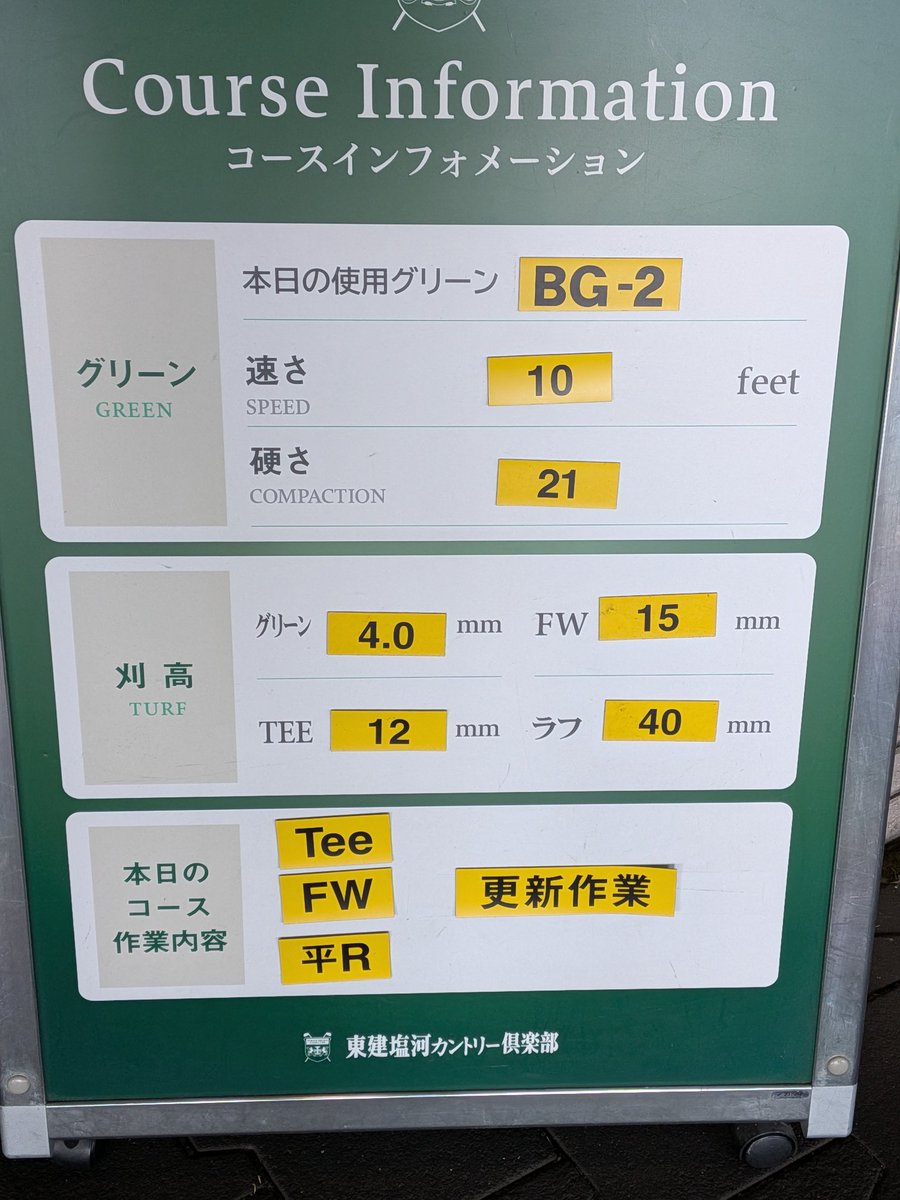 Course Information
コースインフォメーション
グリーン
GREEN
本日の使用グリーン BG-2
速さ
SPEED
10 feet
硬さ
COMPACTION
21
刈高
TURF
グリーン 4.0 mm FW 15 mm
TEE 12 mm ラフ 40 mm
本日の
コース
作業内容
Tee
FW
平R
更新作業
東建塩河カントリー倶楽部